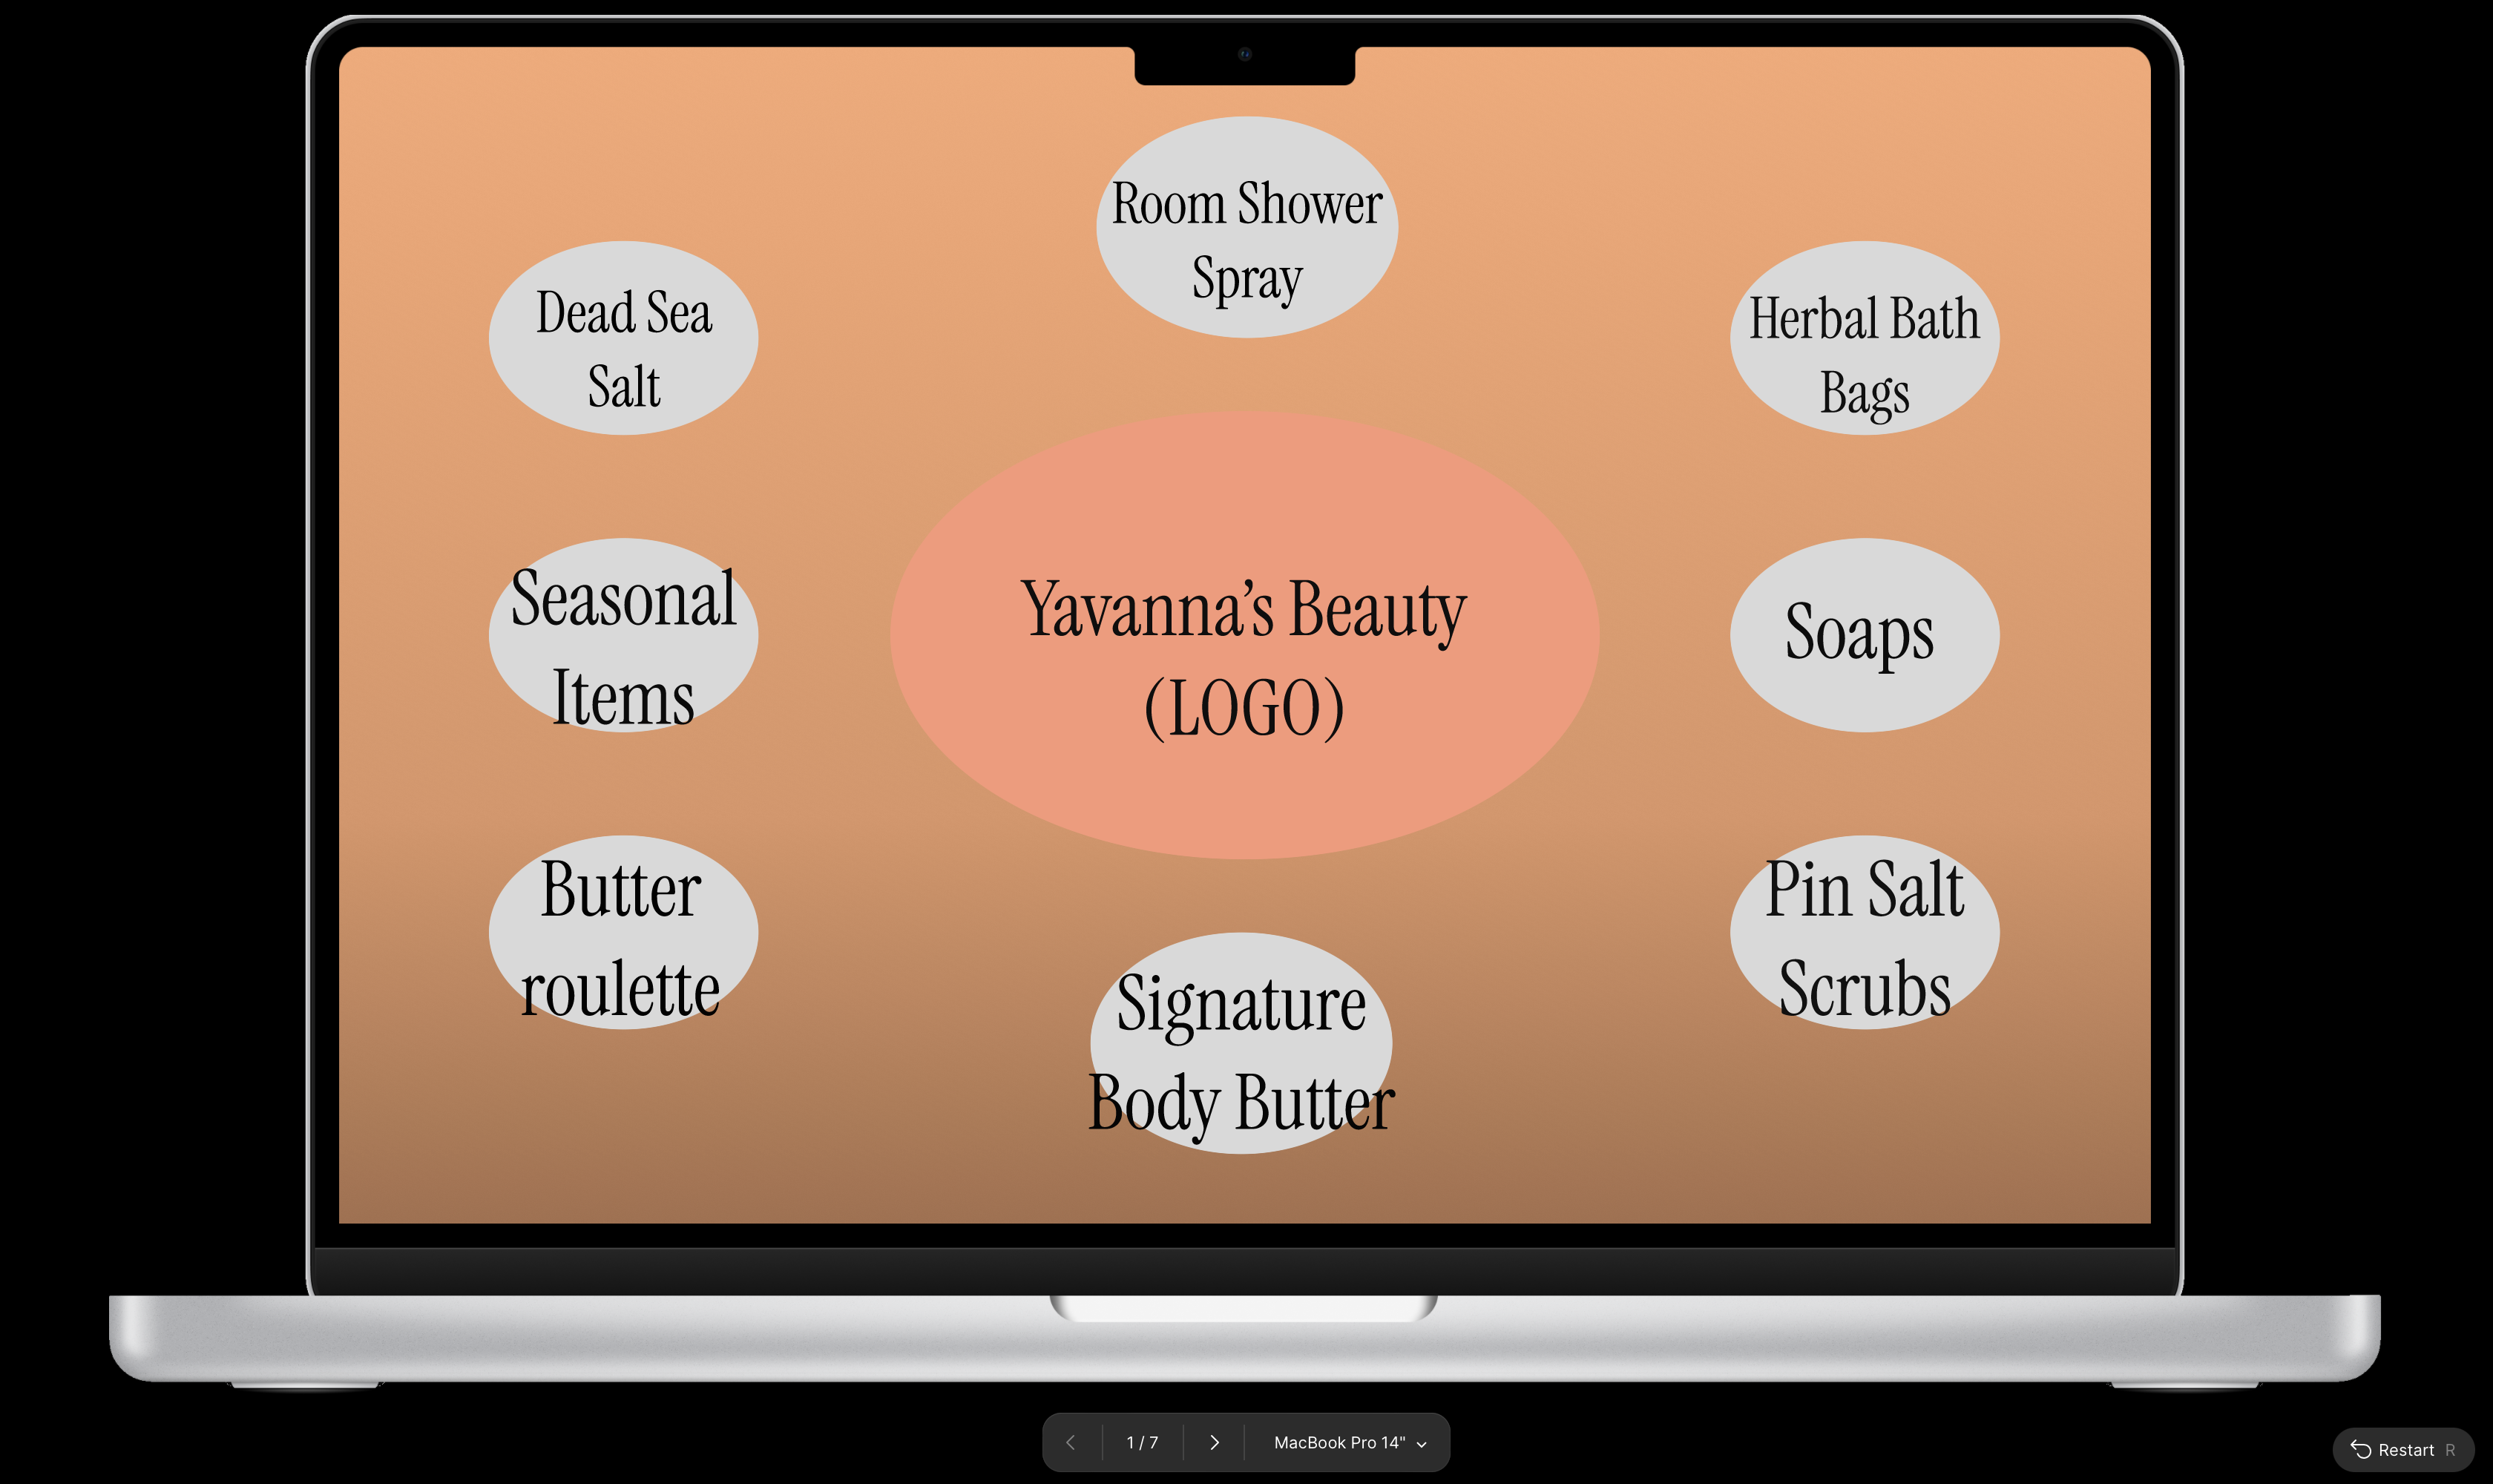 Room Shower
Spray
Dead Sea
Salt
Herbal Bath
Bags
Seasonal
Items
Yavanna’s Beauty
(LOGO)
Soaps
Butter
roulette
Pin Salt
Scrubs
Signature
Body Butter
1 / 7
MacBook Pro 14"
Restart R